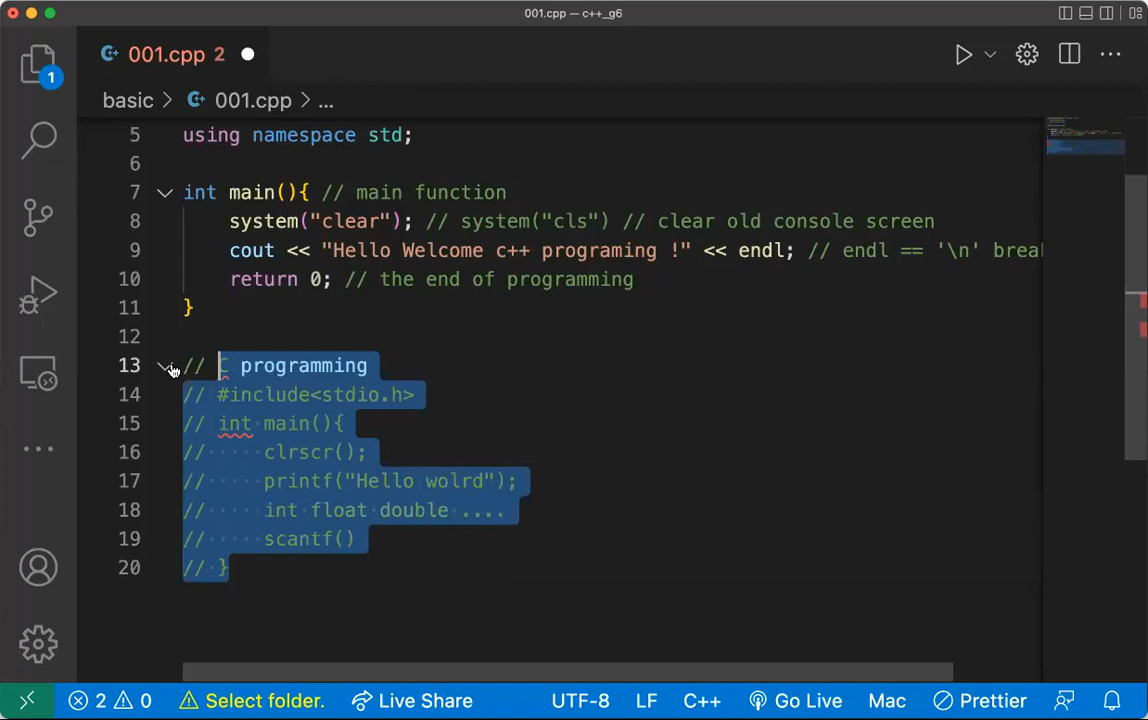 001.cpp — c++_g6
001.cpp 2
1
basic > 001.cpp > ...
5 using namespace std;
6
7 int main(){ // main function
8 system("clear"); // system("cls") // clear old console screen
9 cout << "Hello Welcome c++ programing !" << endl; // endl == '\n' brea
10 return 0; // the end of programming
11 }
12
13 // C programming
14 // #include<stdio.h>
15 // int main(){
16 // clrscr();
17 // printf("Hello wolrd");
18 // int float double ....
19 // scantf()
20 // }
2 0 Select folder. Live Share UTF-8 LF C++ Go Live Mac Prettier